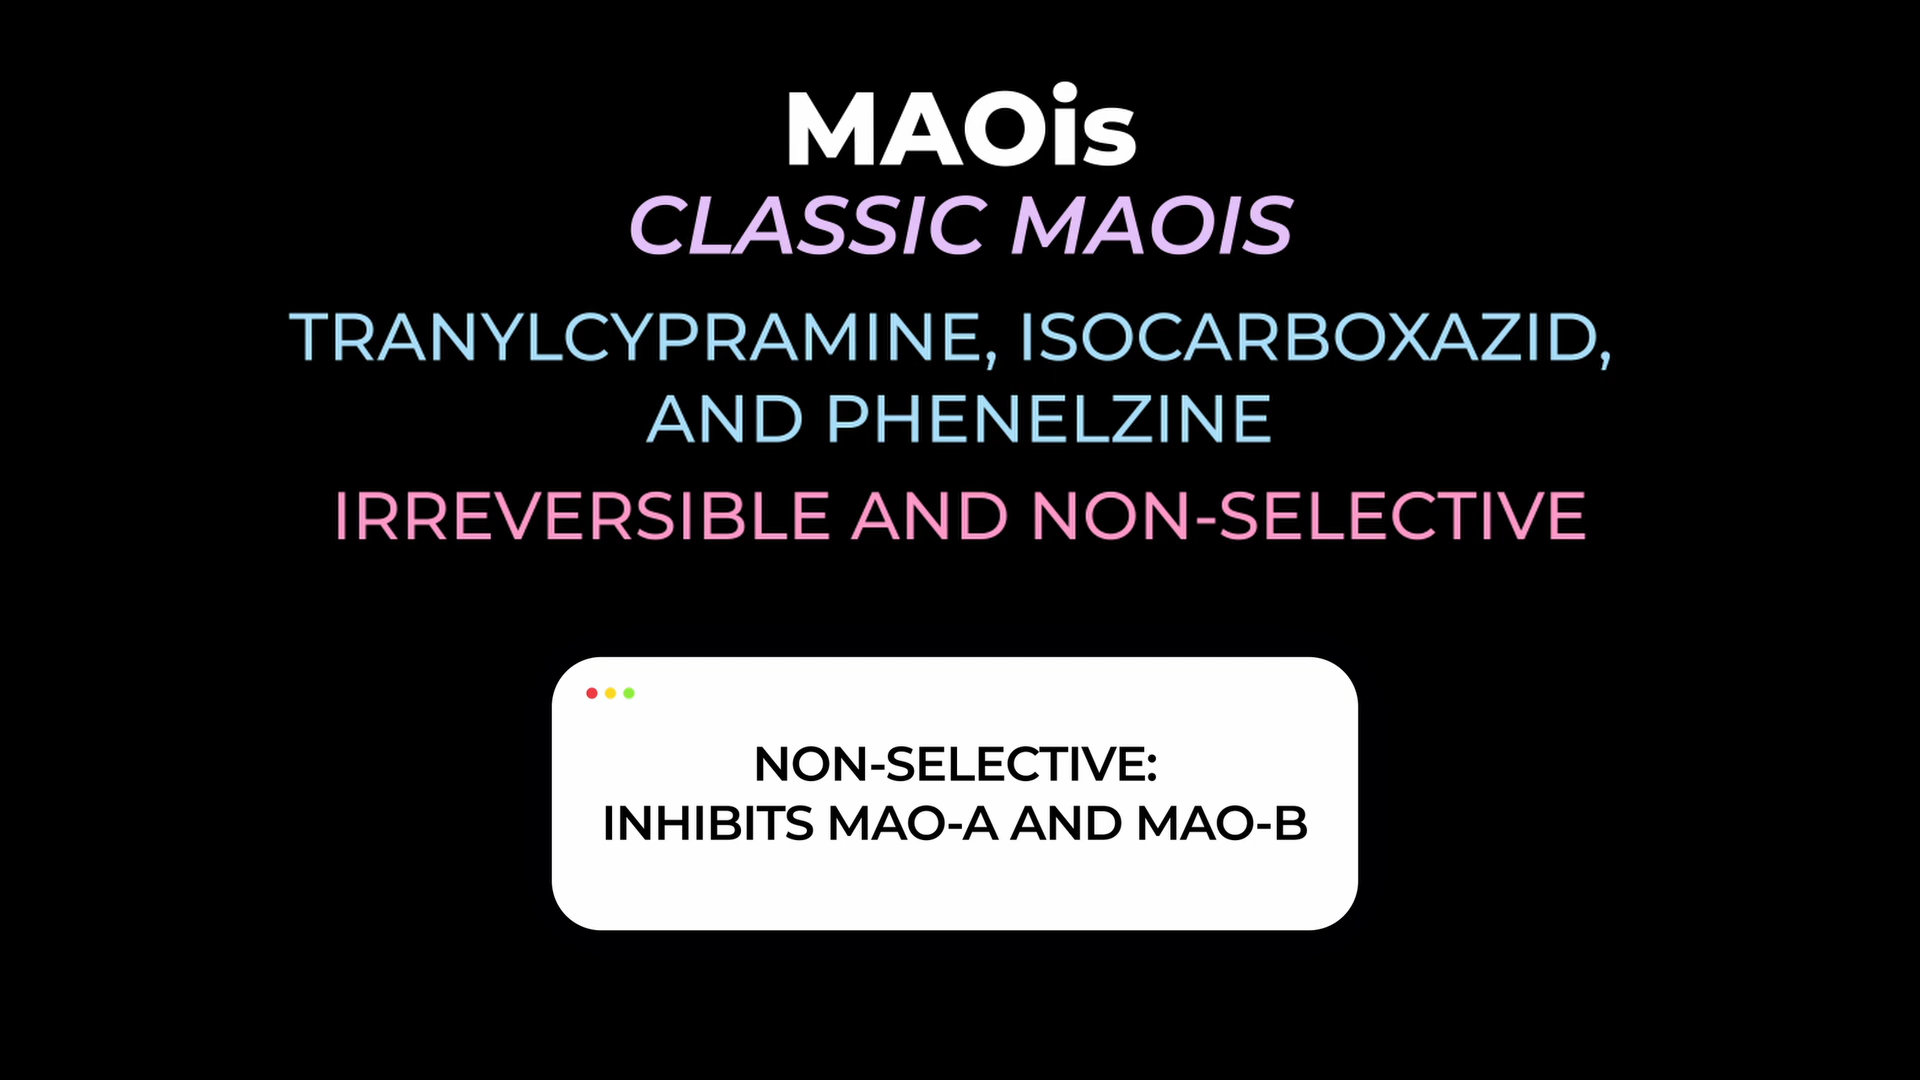 MAOis
CLASSIC MAOIS
TRANYLCYPRAMINE, ISOCARBOXAZID,
AND PHENELZINE
IRREVERSIBLE AND NON-SELECTIVE
NON-SELECTIVE:
INHIBITS MAO-A AND MAO-B